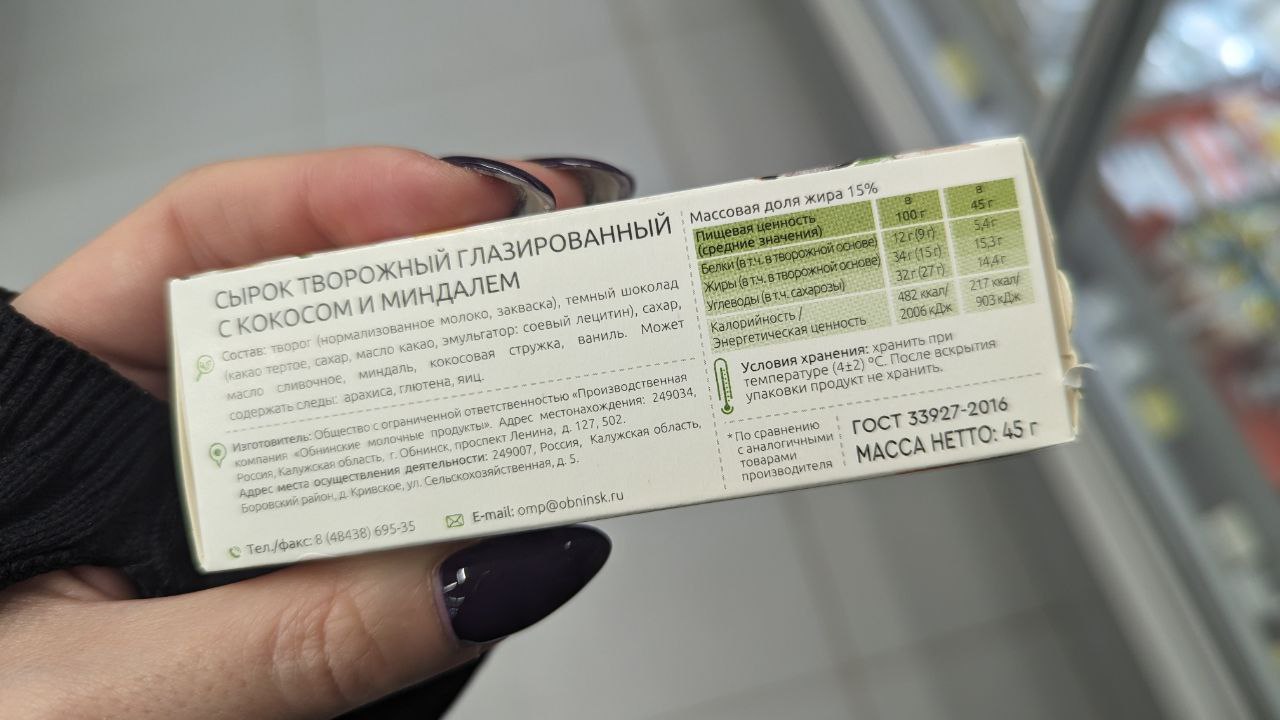 СЫРОК ТВОРОЖНЫЙ ГЛАЗИРОВАННЫЙ
С КОКОСОМ И МИНДАЛЕМ
Состав: творог (нормализованное молоко, закваска), темный шоколад
(какао тертое, сахар, масло какао, эмульгатор: соевый лецитин), сахар,
масло сливочное, миндаль, кокосовая стружка, ваниль. Может
содержать следы: арахиса, глютена, яиц.
Изготовитель: Общество с ограниченной ответственностью «Производственная
компания «Обнинские молочные продукты». Адрес местонахождения: 249034,
Россия, Калужская область, г. Обнинск, проспект Ленина, д. 127, 502.
Адрес места осуществления деятельности: 249007, Россия, Калужская область,
Боровский район, д. Кривское, ул. Сельскохозяйственная, д. 5.
Тел./факс: 8 (48438) 695-35 E-mail: omp@obninsk.ru
Массовая доля жира 15%
Пищевая ценность (средние значения) в 100 г в 45 г
Белки (в т.ч. в творожной основе) 12 г (9 г) 5,4 г
Жиры (в т.ч. в творожной основе) 34 г (15 г) 15,3 г
Углеводы (в т.ч. сахарозы) 32 г (27 г) 14,4 г
Калорийность / 482 ккал/ 217 ккал/
Энергетическая ценность 2006 кДж 903 кДж
Условия хранения: хранить при
температуре (4±2) °С. После вскрытия
упаковки продукт не хранить.
* По сравнению
с аналогичными
товарами
производителя
ГОСТ 33927-2016
МАССА НЕТТО: 45 г